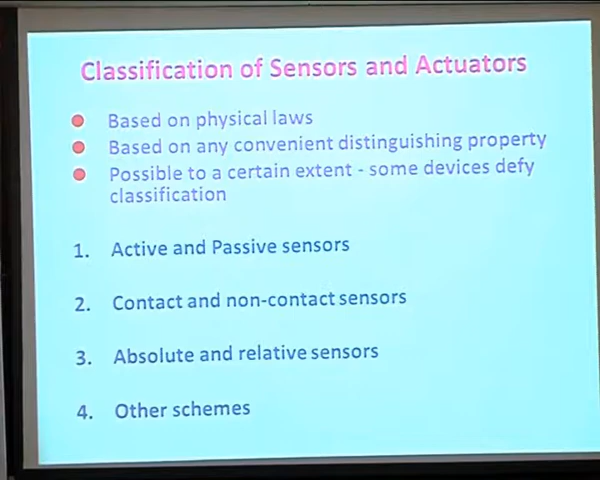 Classification of Sensors and Actuators
Based on physical laws
Based on any convenient distinguishing property
Possible to a certain extent - some devices defy
classification
1. Active and Passive sensors
2. Contact and non-contact sensors
3. Absolute and relative sensors
4. Other schemes